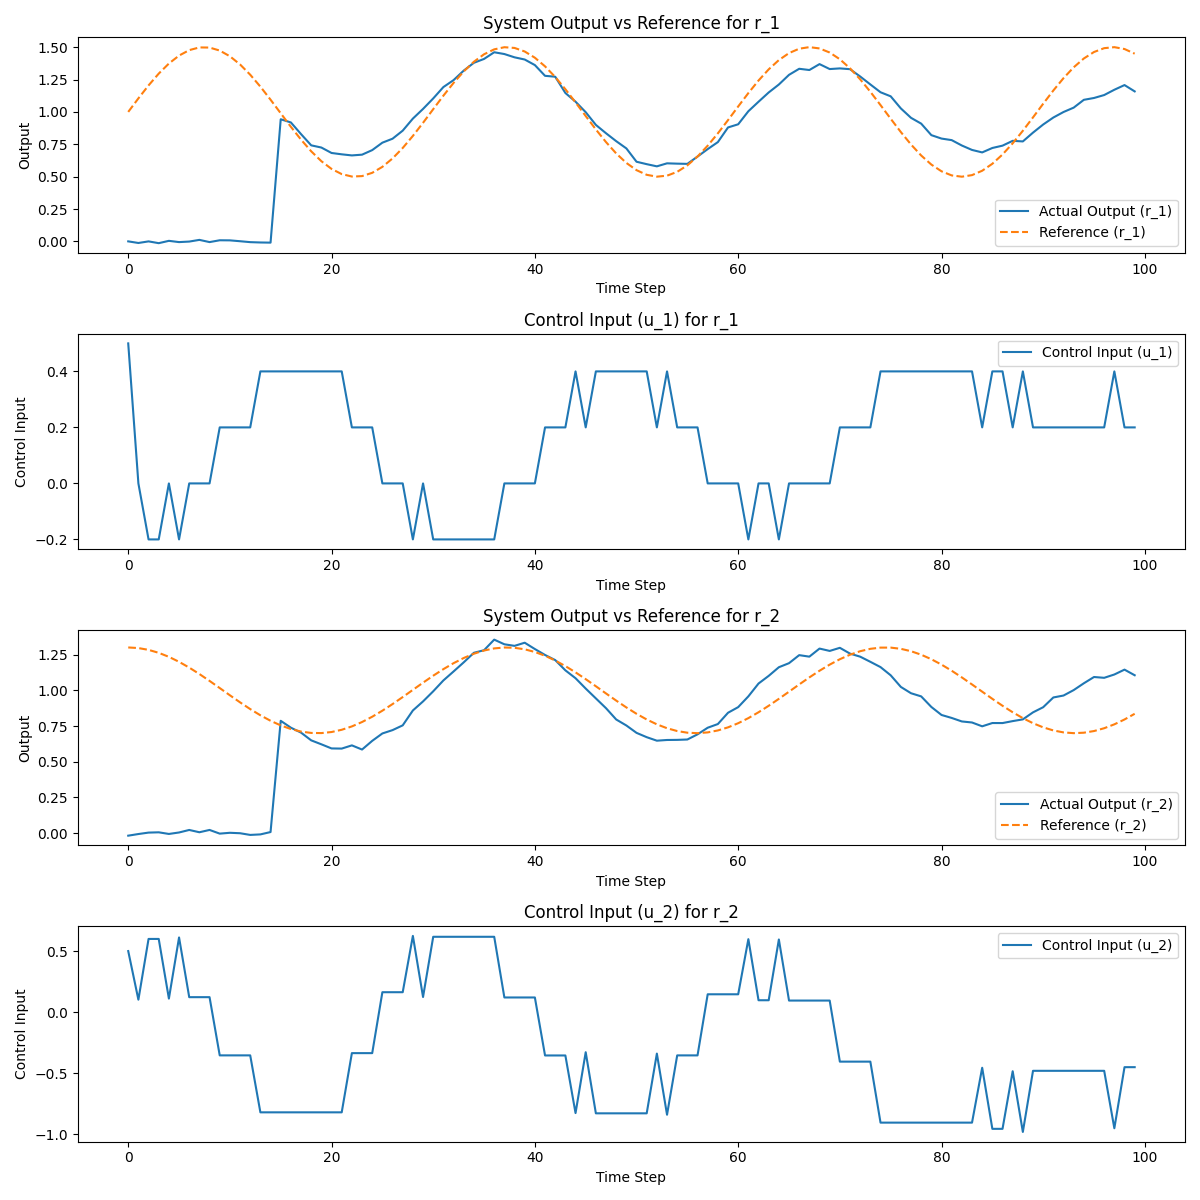 System Output vs Reference for r_1
1.50
1.25
1.00
0.75
0.50
0.25
0.00
Output
Actual Output (r_1)
Reference (r_1)
0 20 40 60 80 100
Time Step
Control Input (u_1) for r_1
0.4
0.2
0.0
−0.2
Control Input
Control Input (u_1)
0 20 40 60 80 100
Time Step
System Output vs Reference for r_2
1.25
1.00
0.75
0.50
0.25
0.00
Output
Actual Output (r_2)
Reference (r_2)
0 20 40 60 80 100
Time Step
Control Input (u_2) for r_2
0.5
0.0
−0.5
−1.0
Control Input
Control Input (u_2)
0 20 40 60 80 100
Time Step